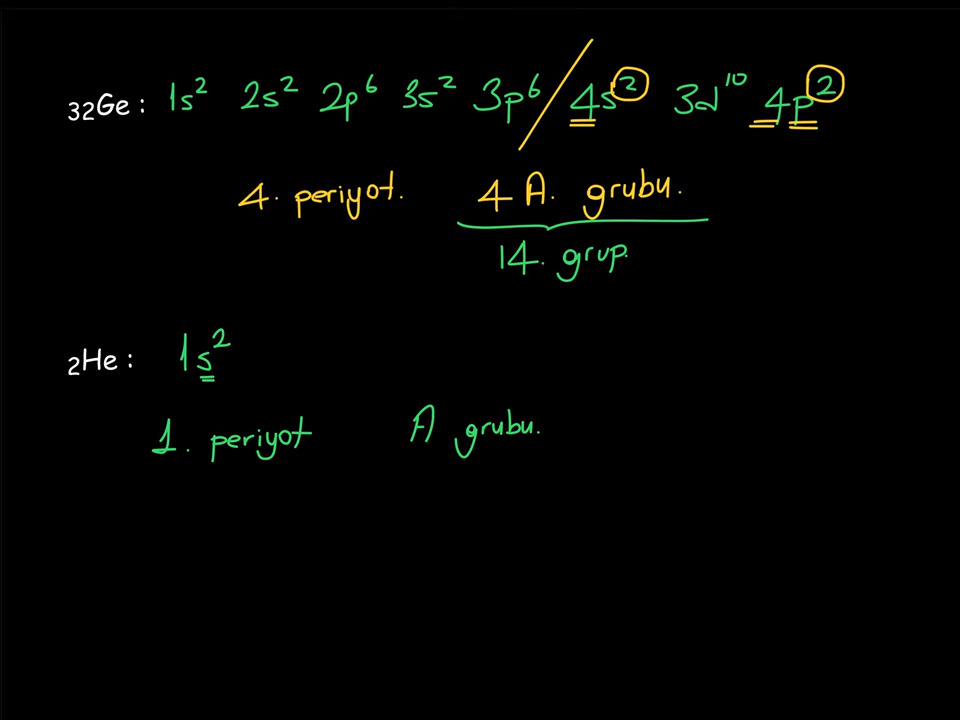 ₃₂Ge : 1s² 2s² 2p⁶ 3s² 3p⁶ / 4s² 3d¹⁰ 4p²
4. periyot. 4 A. grubu.
14. grup.
₂He : 1s²
1. periyot A grubu.